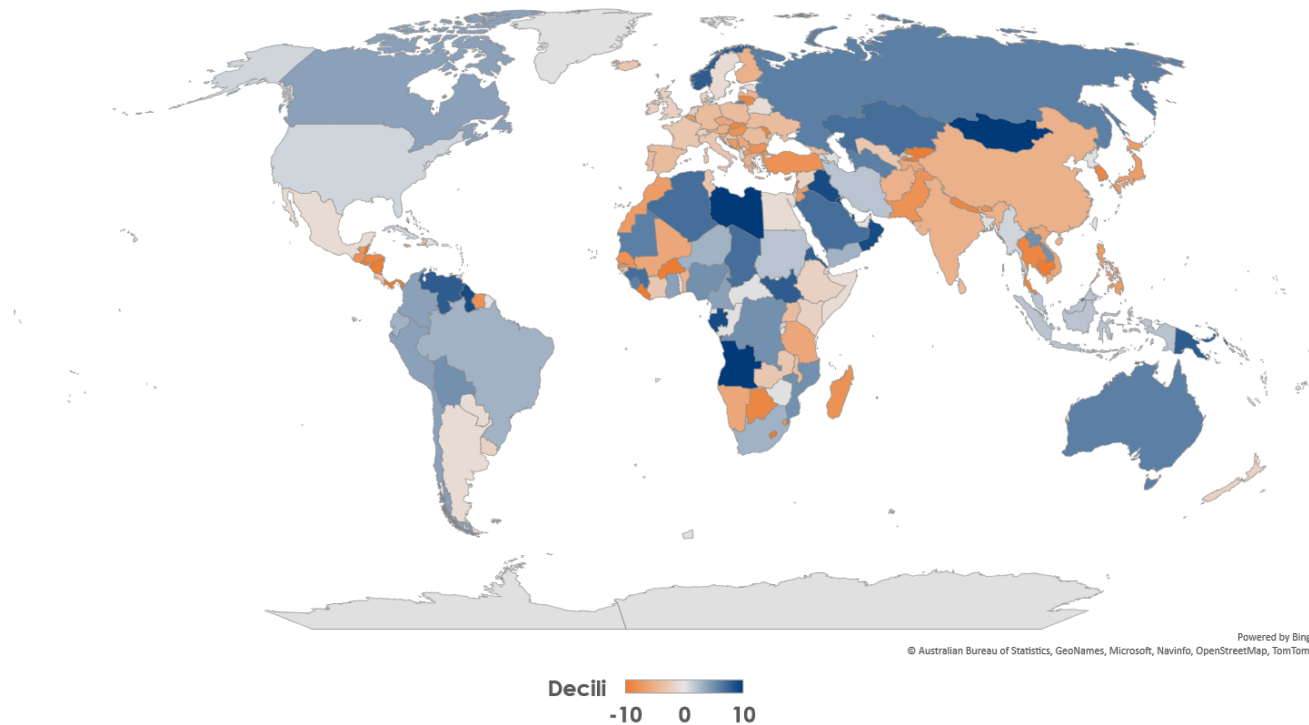 Powered by Bing
© Australian Bureau of Statistics, GeoNames, Microsoft, Navinfo, OpenStreetMap, TomTom
Decili
-10 0 10